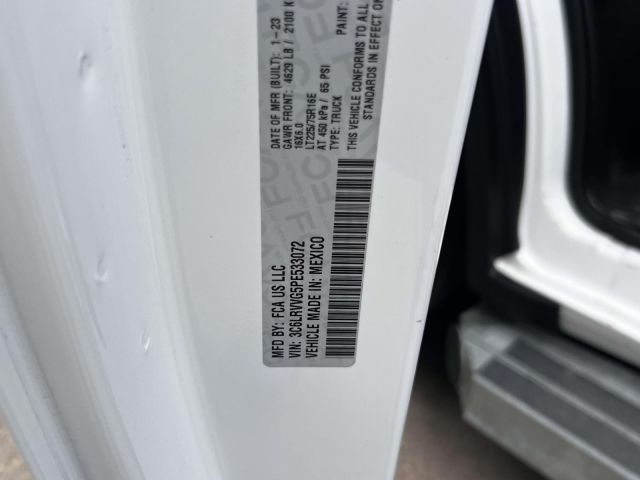 MFD BY: FCA US LLC
DATE OF MFR (BUILT): 1-23
GAWR FRONT: 4629 LB / 2100 K
16X6.0
LT225/75R16E
AT 450 kPa / 65 PSI
TYPE: TRUCK
PAINT:
VIN: 3C6LRVVG5PE533072
VEHICLE MADE IN: MEXICO
THIS VEHICLE CONFORMS TO ALL
STANDARDS IN EFFECT O